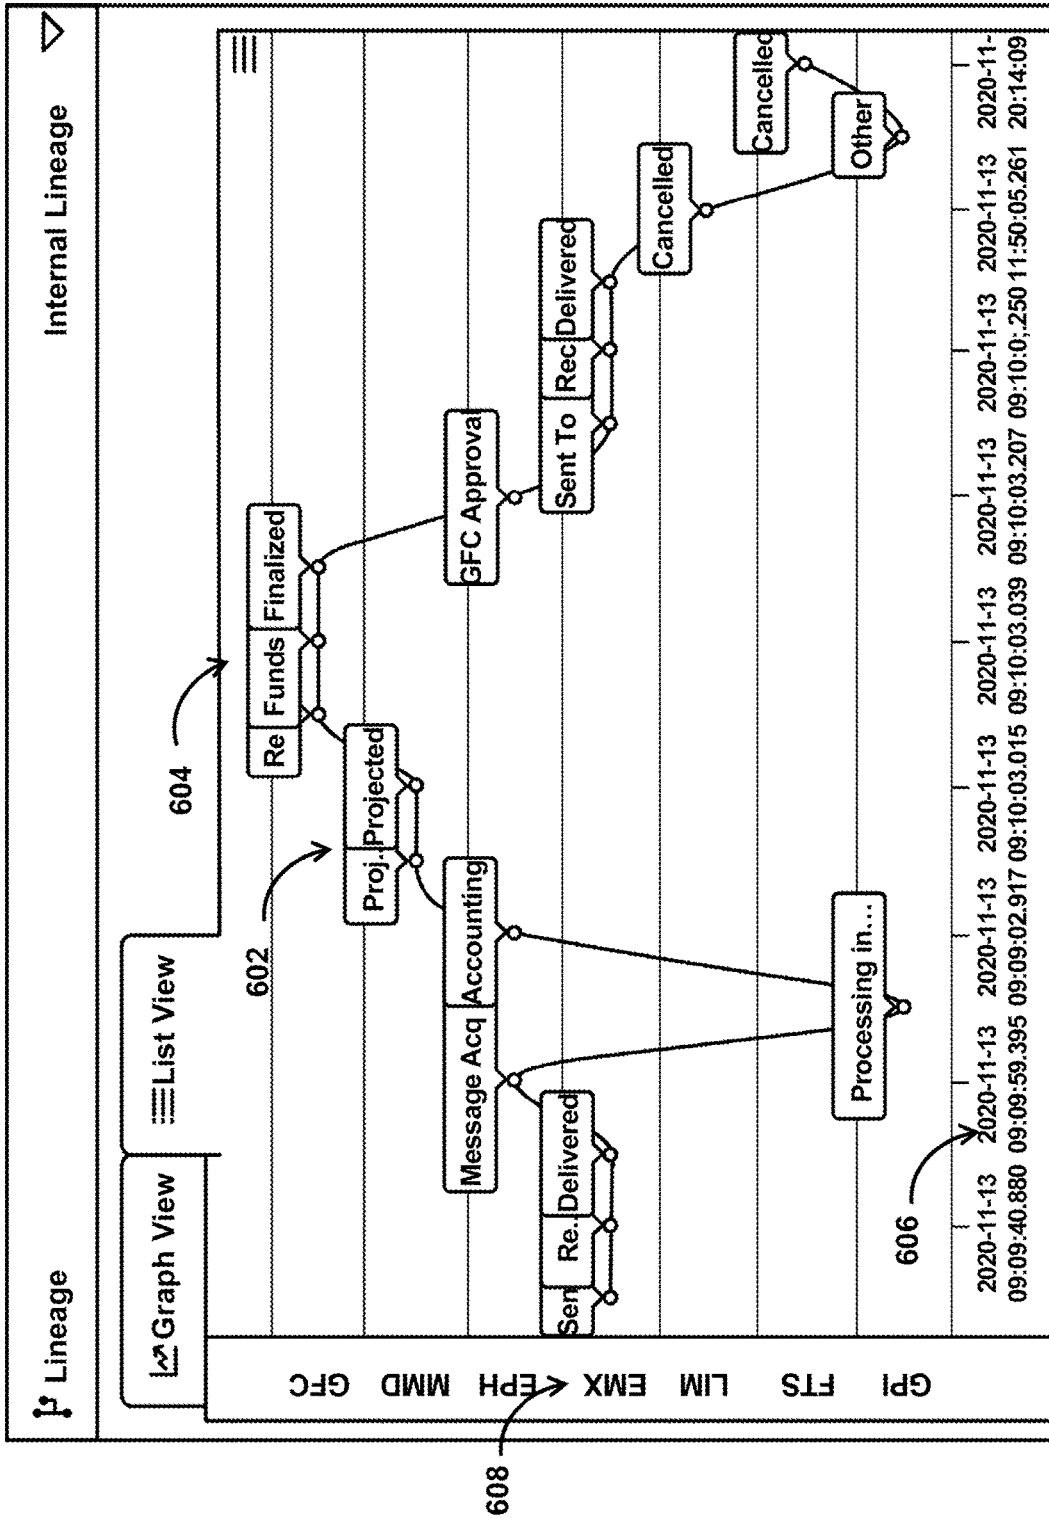 Lineage
Internal Lineage
Graph View
List View
604
602
606
608
GFC
MMD
EPH
EMX
LIM
FTS
GPI
Re
Funds
Finalized
Proj..
Projected
Message Acq
Accounting
GFC Approval
Sen
Re..
Delivered
Sent To
Rec
Delivered
Cancelled
Cancelled
Processing in...
Other
2020-11-13
09:09:40.880
2020-11-13
09:09:59.395
2020-11-13
09:09:02.917
2020-11-13
09:10:03.015
2020-11-13
09:10:03.039
2020-11-13
09:10:03.207
2020-11-13
09:10:0;.250
2020-11-13
11:50:05.261
2020-11-
20:14:09